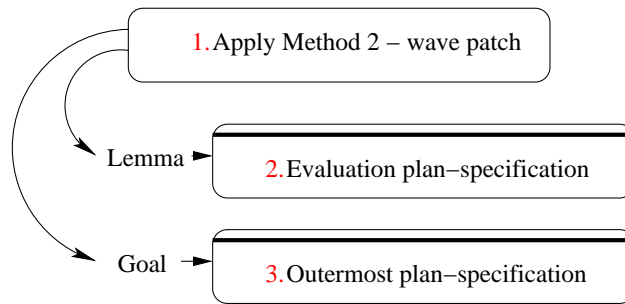 1. Apply Method 2 – wave patch
Lemma
2. Evaluation plan–specification
Goal
3. Outermost plan–specification